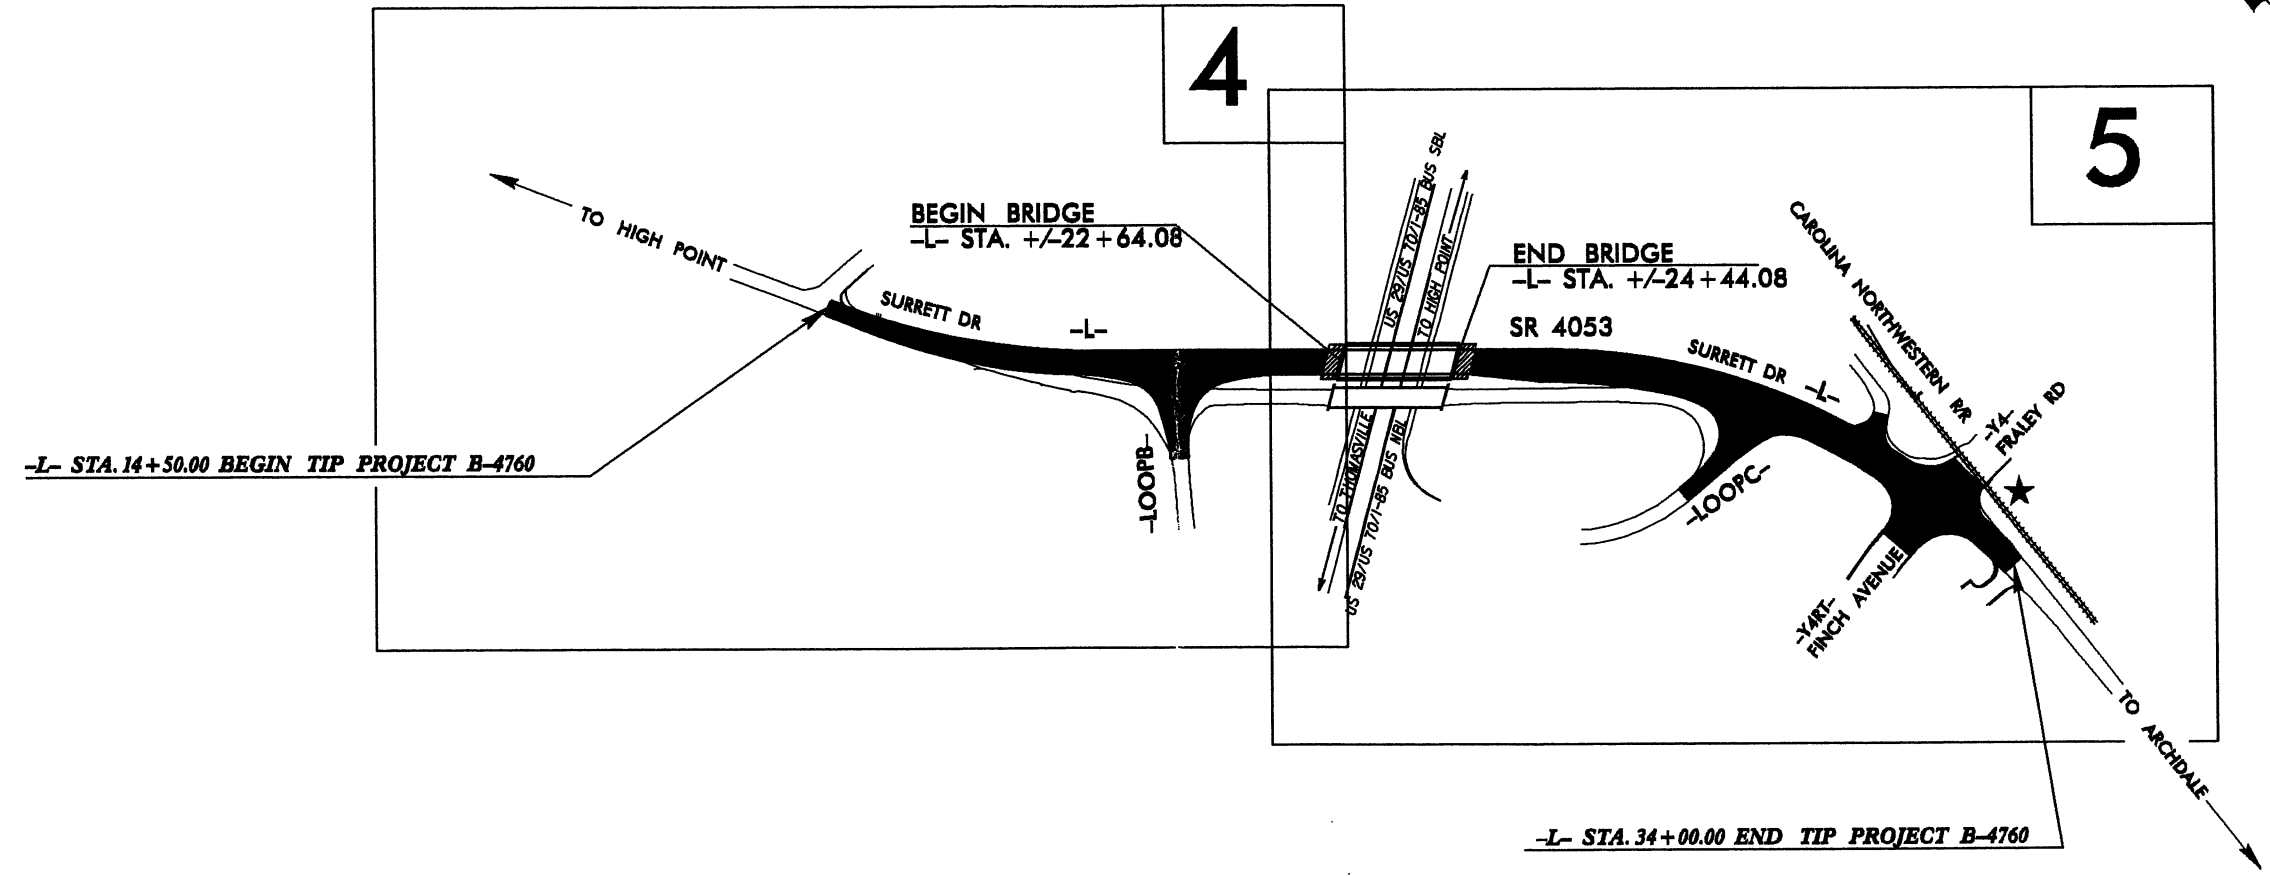 4
5
TO HIGH POINT
BEGIN BRIDGE
-L- STA. +/-22+64.08
SURRETT DR
-L-
US 29/US 70/I-85 BUS SBL
TO HIGH POINT
END BRIDGE
-L- STA. +/-24+44.08
SR 4053
SURRETT DR
-L-
CAROLINA NORTHWESTERN R/R
-Y4-
FRALEY RD
-L- STA. 14+50.00 BEGIN TIP PROJECT B-4760
-LOOPB-
TO THOMASVILLE
US 29/US 70/I-85 BUS NBL
-LOOPC-
-Y4RT-
FINCH AVENUE
TO ARCHDALE
-L- STA. 34+00.00 END TIP PROJECT B-4760